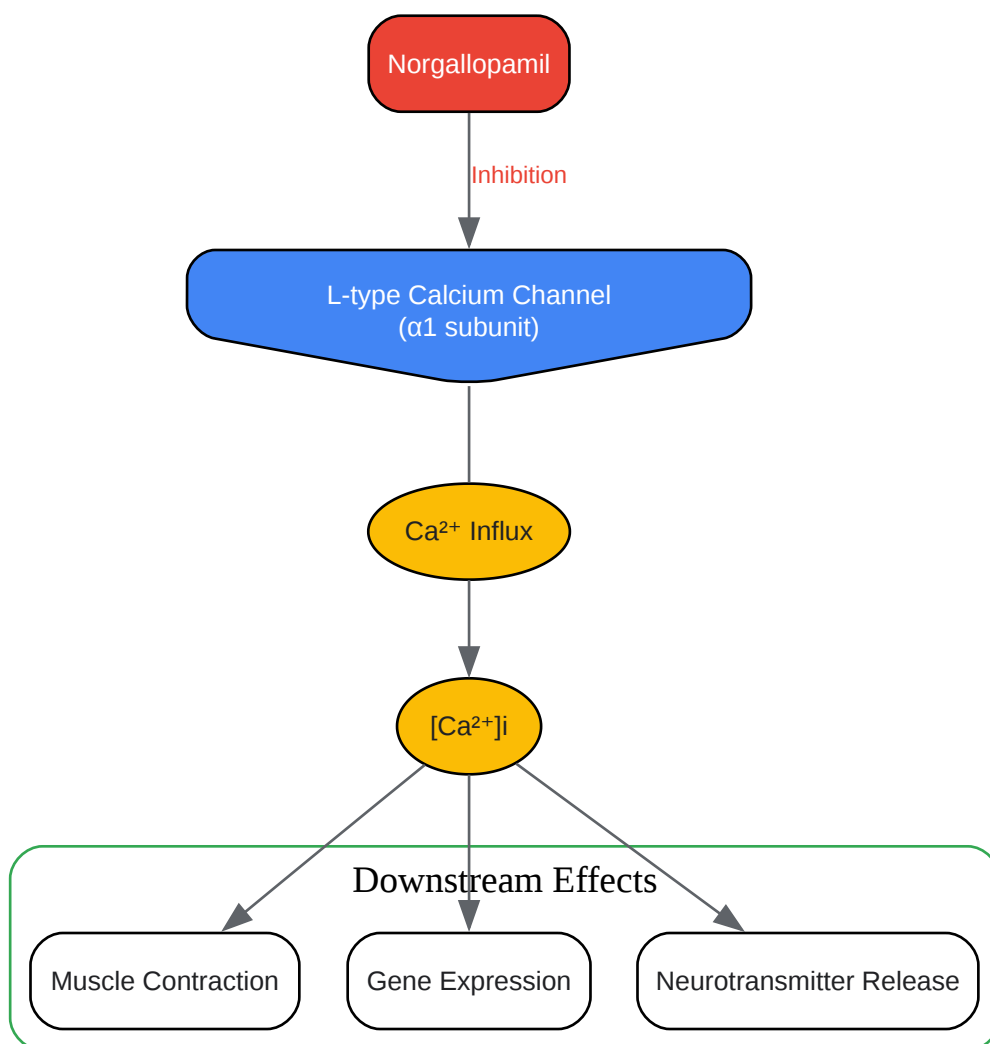 Norgallopamil
Inhibition
L-type Calcium Channel
(α1 subunit)
Ca²⁺ Influx
[Ca²⁺]i
Downstream Effects
Muscle Contraction
Gene Expression
Neurotransmitter Release